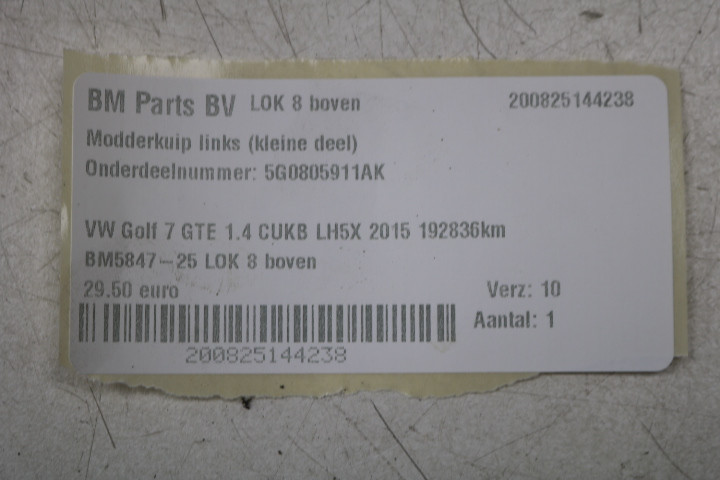 BM Parts BV LOK 8 boven 200825144238
Modderkuip links (kleine deel)
Onderdeelnummer: 5G0805911AK
VW Golf 7 GTE 1.4 CUKB LH5X 2015 192836km
BM5847-25 LOK 8 boven
29.50 euro Verz: 10
Aantal: 1
200825144238